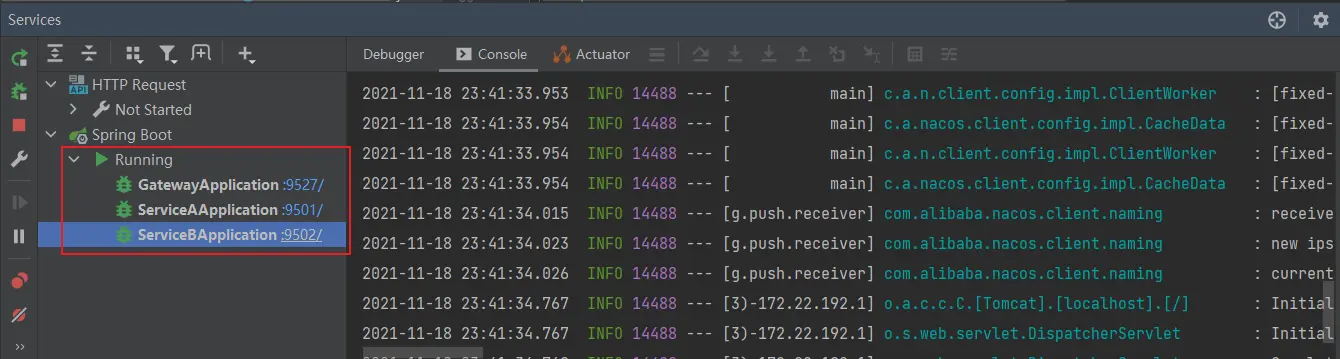 Services
Debugger Console Actuator
HTTP Request
API
Not Started
Spring Boot
Running
GatewayApplication :9527/
ServiceAApplication :9501/
ServiceBApplication :9502/
2021-11-18 23:41:33.953 INFO 14488 --- [ main] c.a.n.client.config.impl.ClientWorker : [fixed-
2021-11-18 23:41:33.954 INFO 14488 --- [ main] c.a.nacos.client.config.impl.CacheData : [fixed-
2021-11-18 23:41:33.954 INFO 14488 --- [ main] c.a.n.client.config.impl.ClientWorker : [fixed-
2021-11-18 23:41:33.954 INFO 14488 --- [ main] c.a.nacos.client.config.impl.CacheData : [fixed-
2021-11-18 23:41:34.015 INFO 14488 --- [g.push.receiver] com.alibaba.nacos.client.naming : receive
2021-11-18 23:41:34.023 INFO 14488 --- [g.push.receiver] com.alibaba.nacos.client.naming : new ips
2021-11-18 23:41:34.026 INFO 14488 --- [g.push.receiver] com.alibaba.nacos.client.naming : current
2021-11-18 23:41:34.767 INFO 14488 --- [3)-172.22.192.1] o.a.c.c.C.[Tomcat].[localhost].[/] : Initial
2021-11-18 23:41:34.767 INFO 14488 --- [3)-172.22.192.1] o.s.web.servlet.DispatcherServlet : Initial